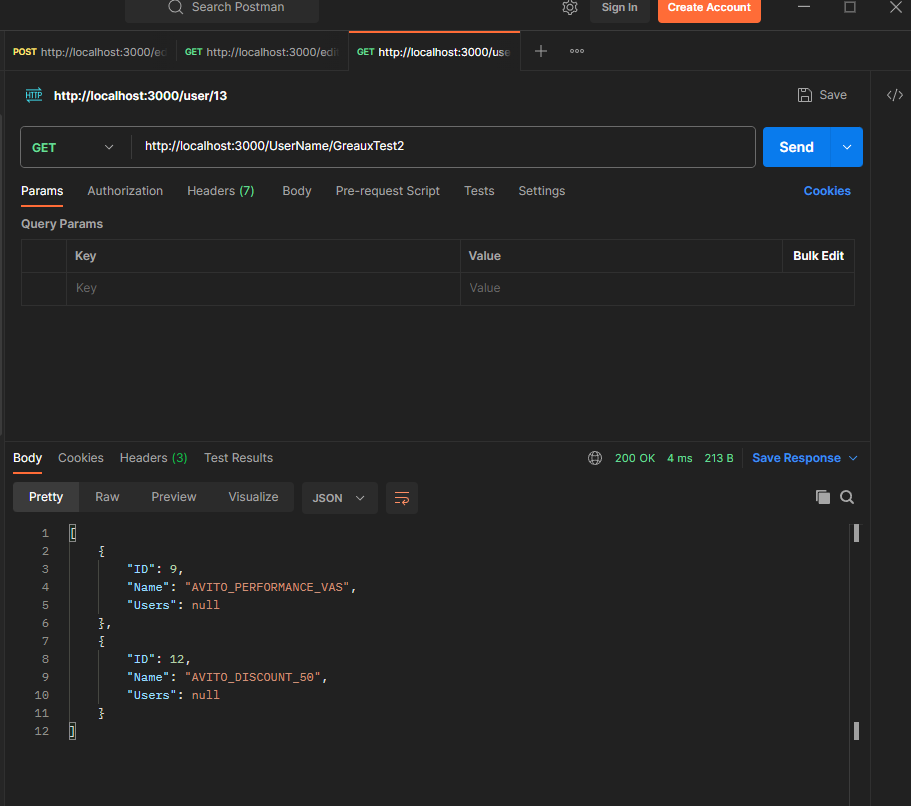 Search Postman
Sign In
Create Account
POST http://localhost:3000/ed
GET http://localhost:3000/edi
GET http://localhost:3000/use
HTTP http://localhost:3000/user/13
Save
GET http://localhost:3000/UserName/GreauxTest2
Send
Params Authorization Headers (7) Body Pre-request Script Tests Settings Cookies
Query Params
Key Value Bulk Edit
Key Value
Body Cookies Headers (3) Test Results 200 OK 4 ms 213 B Save Response
Pretty Raw Preview Visualize JSON
1 [
2 {
3 "ID": 9,
4 "Name": "AVITO_PERFORMANCE_VAS",
5 "Users": null
6 },
7 {
8 "ID": 12,
9 "Name": "AVITO_DISCOUNT_50",
10 "Users": null
11 }
12 ]